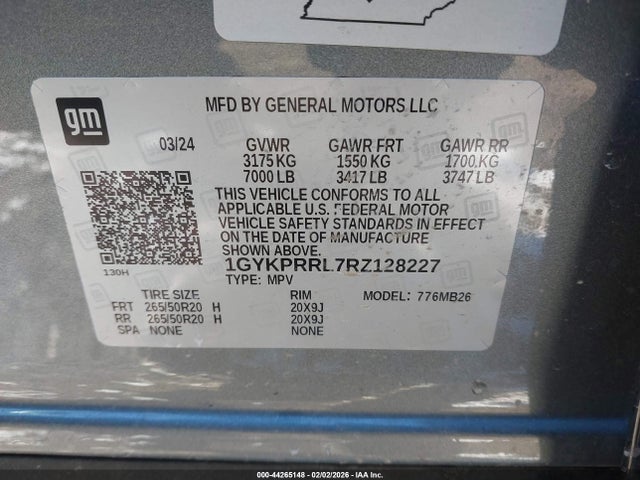 gm
MFD BY GENERAL MOTORS LLC
03/24 GVWR GAWR FRT GAWR RR
3175 KG 1550 KG 1700 KG
7000 LB 3417 LB 3747 LB
THIS VEHICLE CONFORMS TO ALL
APPLICABLE U.S. FEDERAL MOTOR
VEHICLE SAFETY STANDARDS IN EFFECT
ON THE DATE OF MANUFACTURE
SHOWN ABOVE.
130H
1GYKPRRL7RZ128227
TYPE: MPV
TIRE SIZE RIM MODEL: 776MB26
FRT 265/50R20 H 20X9J
RR 265/50R20 H 20X9J
SPA NONE NONE
000-44265148 - 02/02/2026 - IAA Inc.